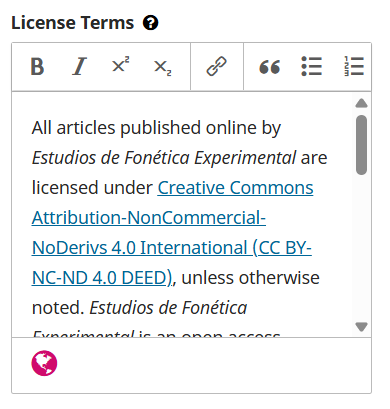 License Terms ?
B I x² x₂
All articles published online by
Estudios de Fonética Experimental are
licensed under Creative Commons
Attribution-NonCommercial-
NoDerivs 4.0 International (CC BY-
NC-ND 4.0 DEED), unless otherwise
noted. Estudios de Fonética
Experimental is an open access